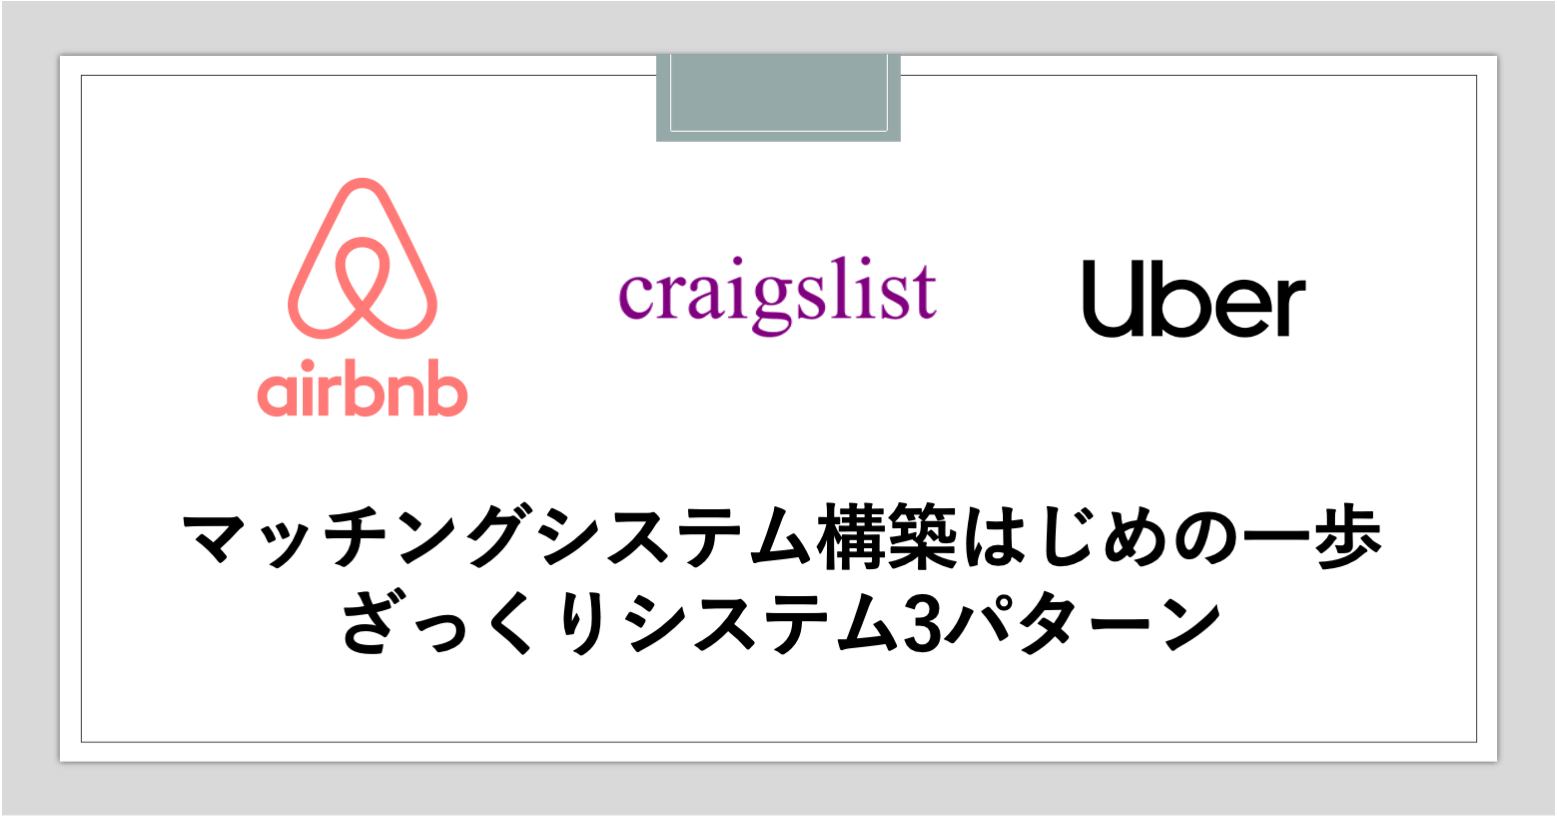 airbnb
craigslist
Uber
マッチングシステム構築はじめの一歩
ざっくりシステム3パターン